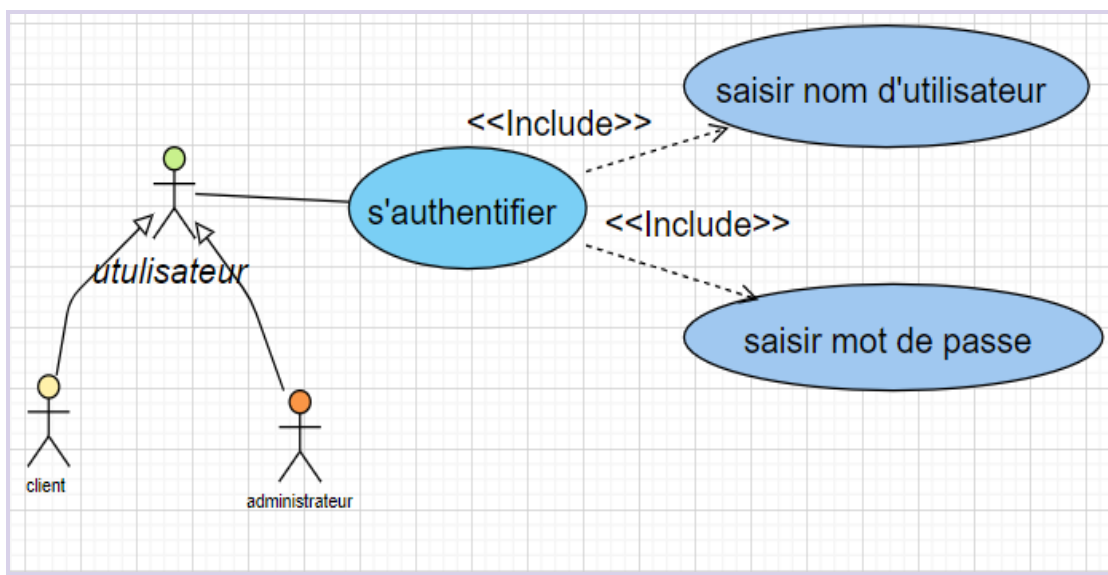 saisir nom d'utilisateur
<<Include>>
s'authentifier
<<Include>>
utulisateur
saisir mot de passe
client
administrateur